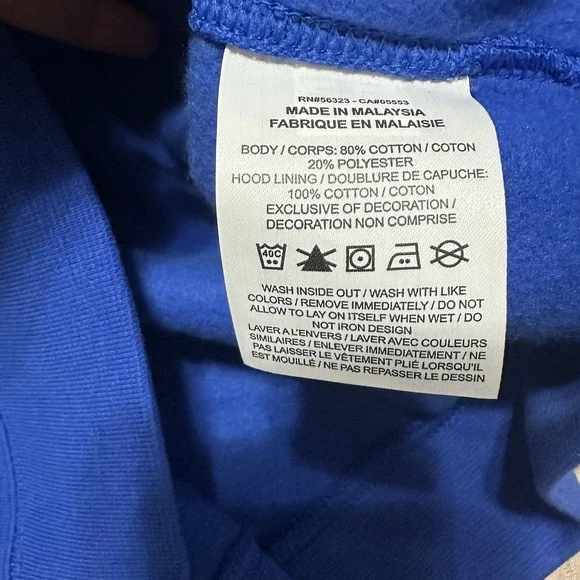 RN#56323 - CA#05553
MADE IN MALAYSIA
FABRIQUE EN MALAISIE
BODY / CORPS: 80% COTTON / COTON
20% POLYESTER
HOOD LINING / DOUBLURE DE CAPUCHE:
100% COTTON / COTON
EXCLUSIVE OF DECORATION /
DECORATION NON COMPRISE
40C
WASH INSIDE OUT / WASH WITH LIKE
COLORS / REMOVE IMMEDIATELY / DO NOT
ALLOW TO LAY ON ITSELF WHEN WET / DO
NOT IRON DESIGN
LAVER A L'ENVERS / LAVER AVEC COULEURS
SIMILAIRES / ENLEVER IMMÉDIATEMENT / NE
PAS LAISSER LE VÊTEMENT PLIÉ LORSQU'IL
EST MOUILLÉ / NE PAS REPASSER LE DESSIN